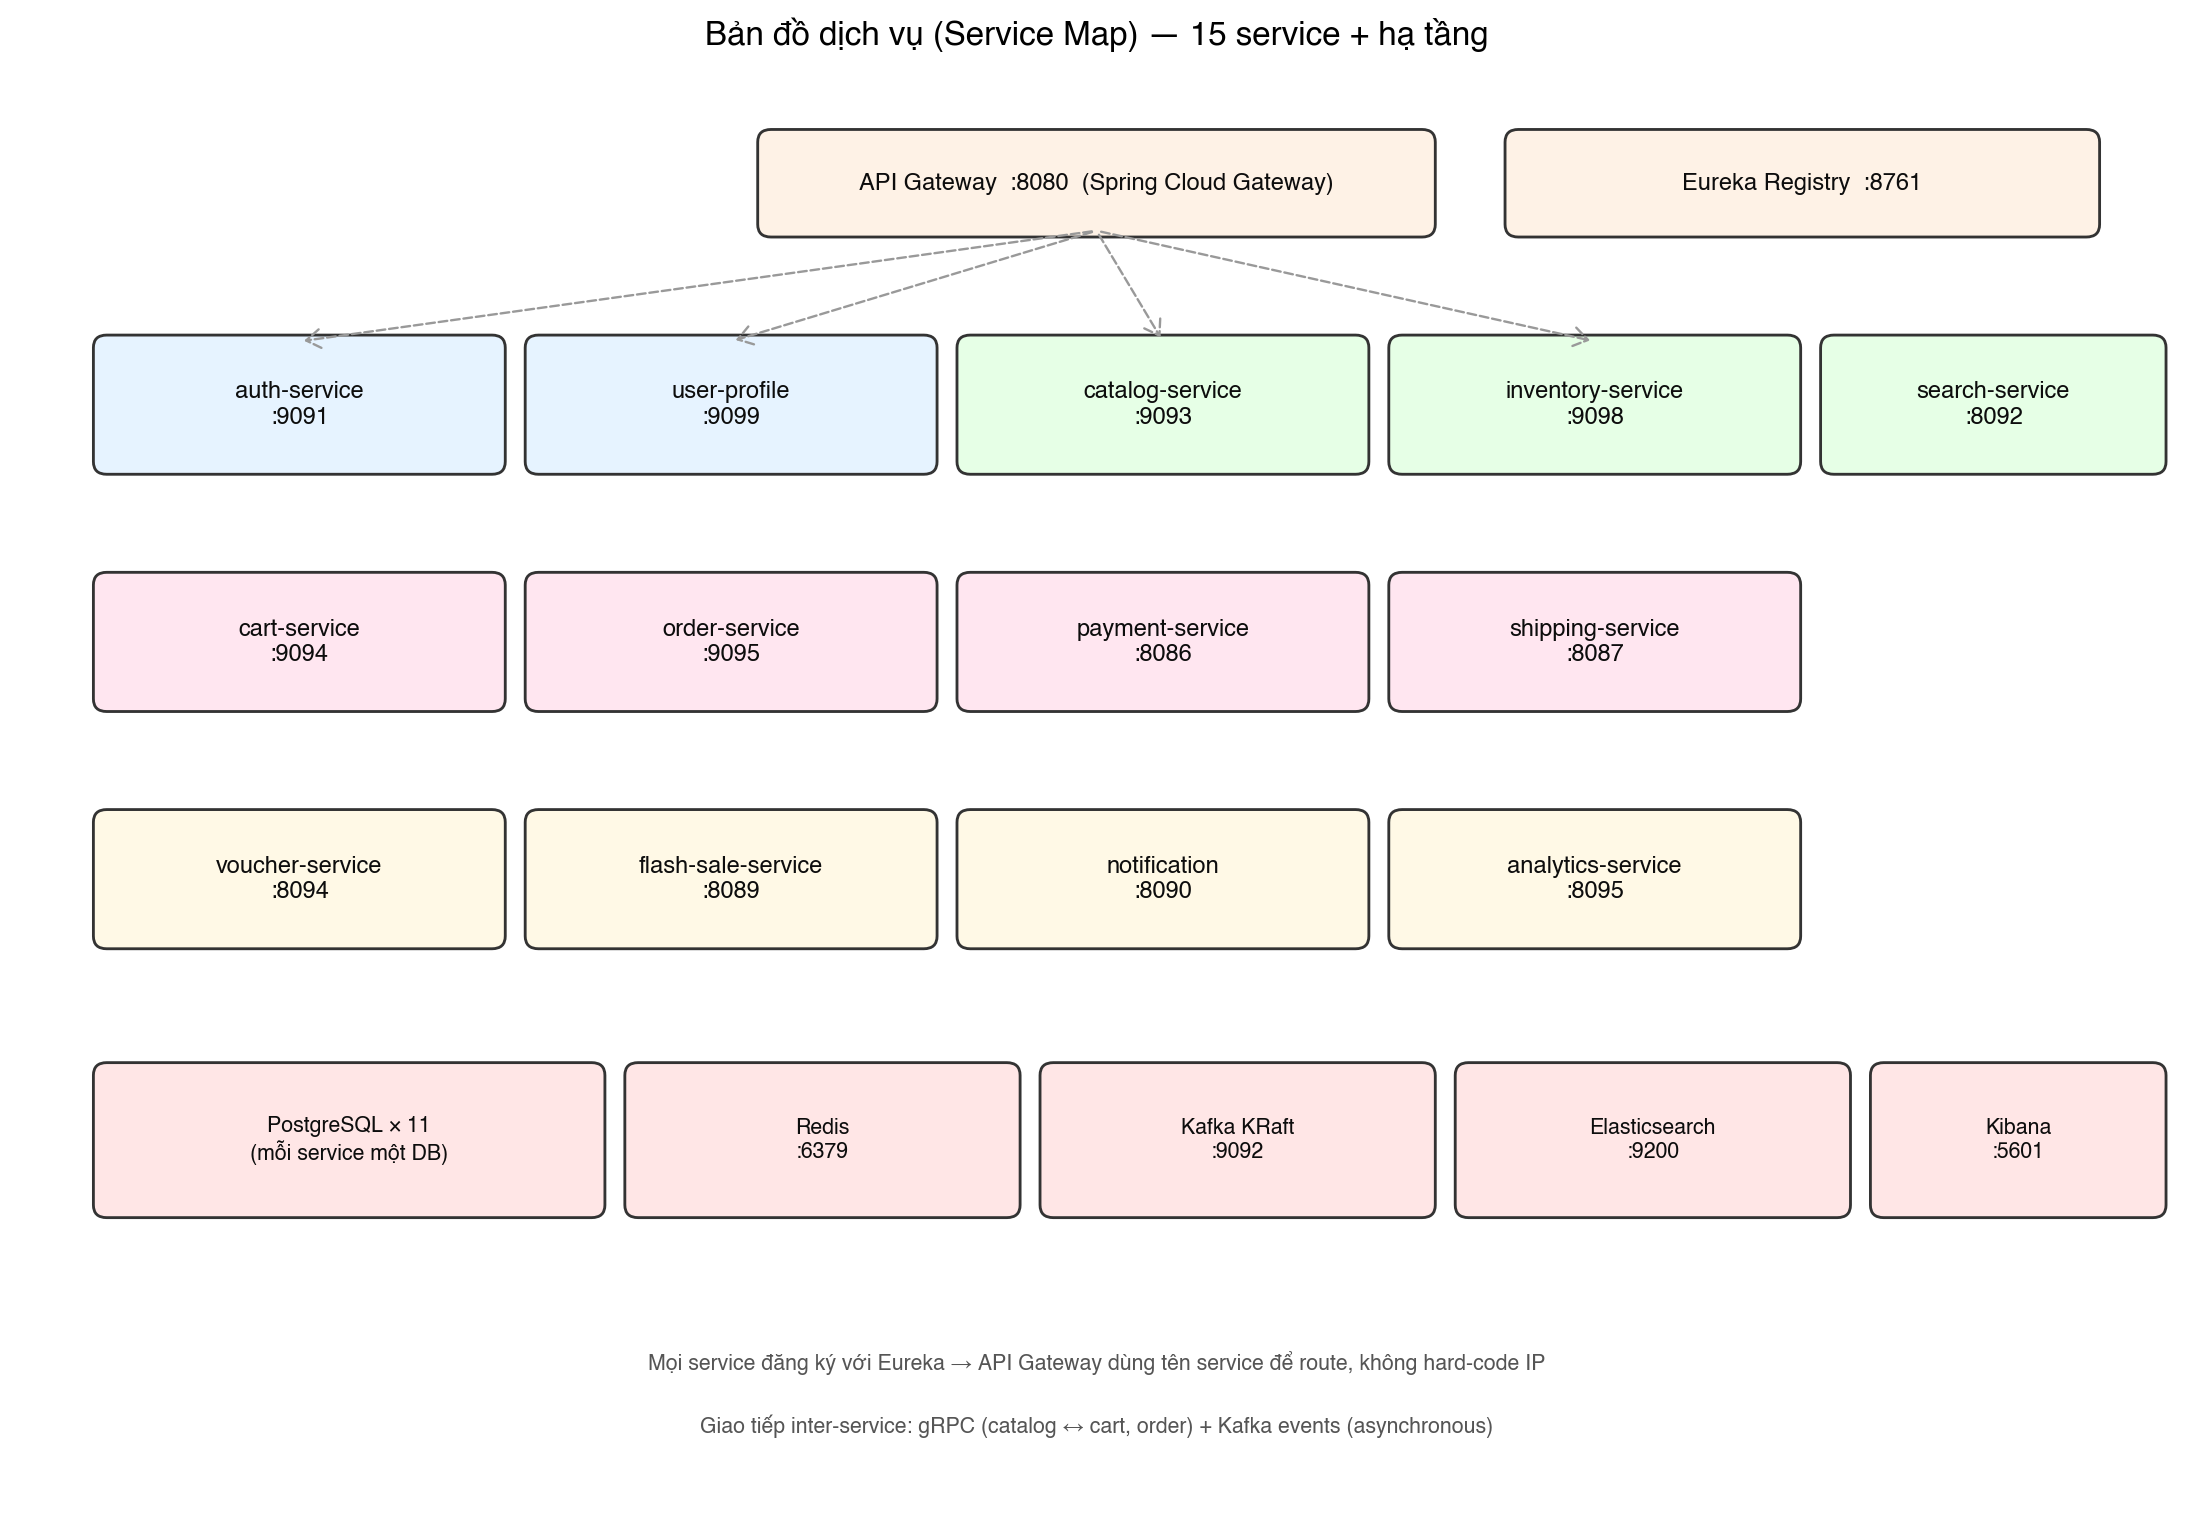 Bản đồ dịch vụ (Service Map) — 15 service + hạ tầng
API Gateway :8080 (Spring Cloud Gateway)
Eureka Registry :8761
auth-service
:9091
user-profile
:9099
catalog-service
:9093
inventory-service
:9098
search-service
:8092
cart-service
:9094
order-service
:9095
payment-service
:8086
shipping-service
:8087
voucher-service
:8094
flash-sale-service
:8089
notification
:8090
analytics-service
:8095
PostgreSQL × 11
(mỗi service một DB)
Redis
:6379
Kafka KRaft
:9092
Elasticsearch
:9200
Kibana
:5601
Mọi service đăng ký với Eureka → API Gateway dùng tên service để route, không hard-code IP
Giao tiếp inter-service: gRPC (catalog ↔ cart, order) + Kafka events (asynchronous)